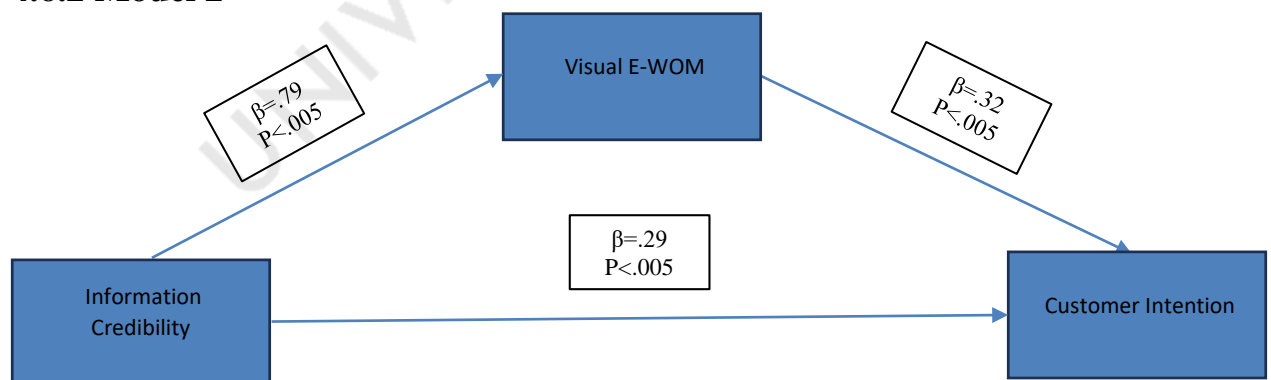 Visual E-WOM
β=.79
P<.005
β=.32
P<.005
β=.29
P<.005
Information
Credibility
Customer Intention